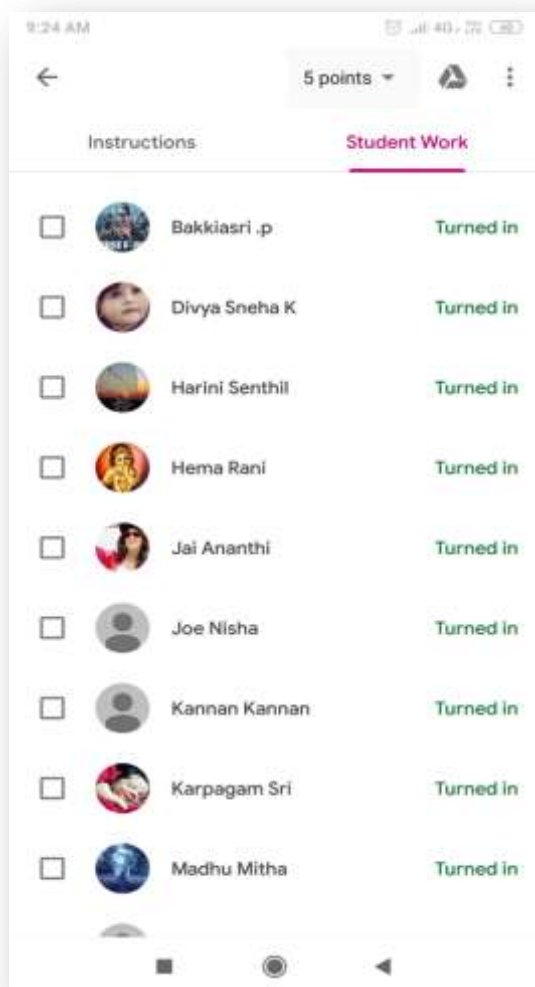 9:24 AM
5 points
Instructions Student Work
Bakkiasri .p Turned in
Divya Sneha K Turned in
Harini Senthil Turned in
Hema Rani Turned in
Jai Ananthi Turned in
Joe Nisha Turned in
Kannan Kannan Turned in
Karpagam Sri Turned in
Madhu Mitha Turned in